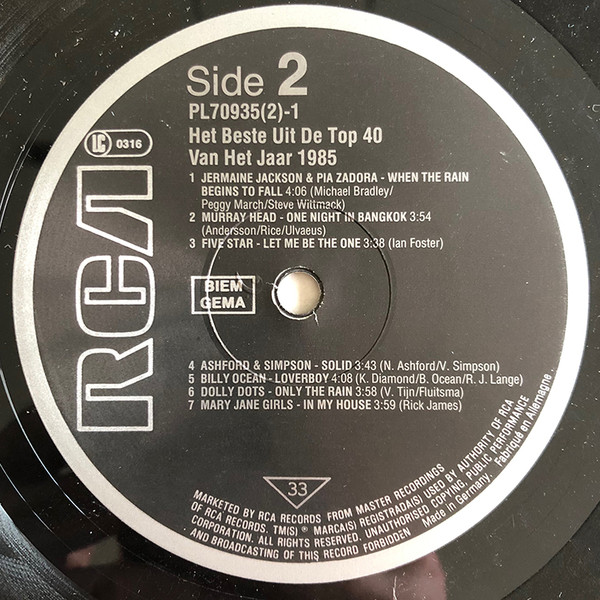 Side 2
PL70935(2)-1
Het Beste Uit De Top 40
Van Het Jaar 1985
LC 0316
RCA
1 JERMAINE JACKSON & PIA ZADORA - WHEN THE RAIN
BEGINS TO FALL 4:06 (Michael Bradley/
Peggy March/Steve Wittmack)
2 MURRAY HEAD - ONE NIGHT IN BANGKOK 3:54
(Andersson/Rice/Ulvaeus)
3 FIVE STAR - LET ME BE THE ONE 3:38 (Ian Foster)
BIEM
GEMA
4 ASHFORD & SIMPSON - SOLID 3:43 (N. Ashford/V. Simpson)
5 BILLY OCEAN - LOVERBOY 4:08 (K. Diamond/B. Ocean/R. J. Lange)
6 DOLLY DOTS - ONLY THE RAIN 3:58 (V. Tijn/Fluitsma)
7 MARY JANE GIRLS - IN MY HOUSE 3:59 (Rick James)
33
MARKETED BY RCA RECORDS FROM MASTER RECORDINGS
OF RCA RECORDS. TM(S) ® MARCA(S) REGISTRADA(S) USED BY AUTHORITY OF RCA
CORPORATION. ALL RIGHTS RESERVED. UNAUTHORISED COPYING, PUBLIC PERFORMANCE
AND BROADCASTING OF THIS RECORD FORBIDDEN Made in Germany. Fabriqué en Allemagne